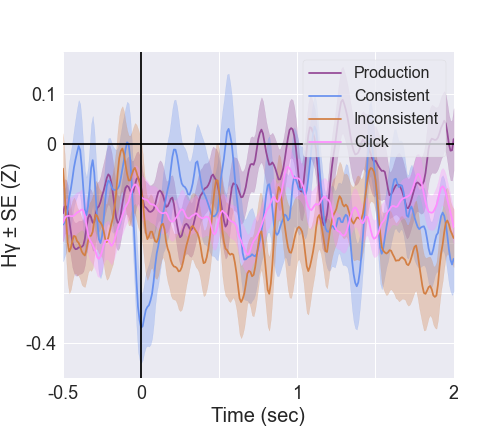 Production
Consistent
Inconsistent
Click
0.1
0
-0.4
Hγ ± SE (Z)
-0.5
0
1
2
Time (sec)